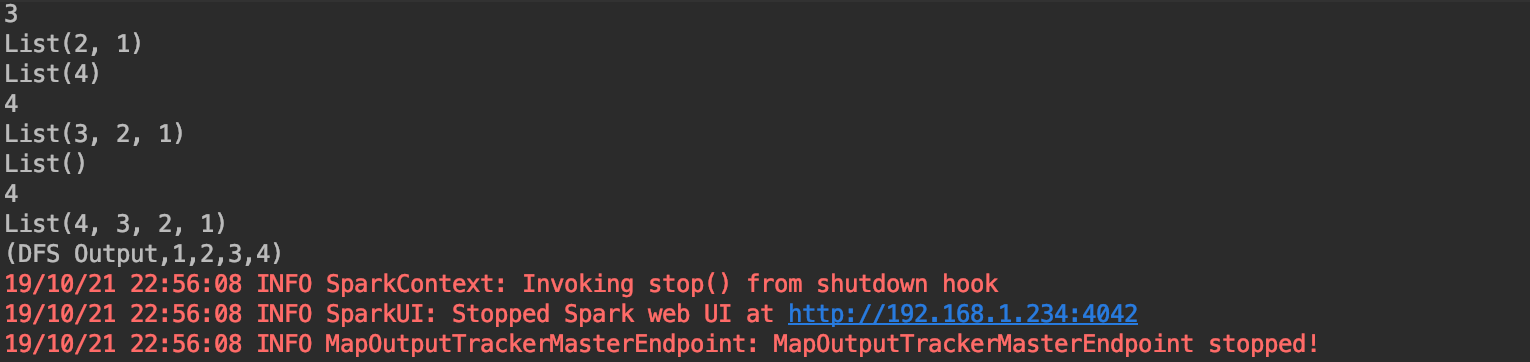 3
List(2, 1)
List(4)
4
List(3, 2, 1)
List()
4
List(4, 3, 2, 1)
(DFS Output,1,2,3,4)
19/10/21 22:56:08 INFO SparkContext: Invoking stop() from shutdown hook
19/10/21 22:56:08 INFO SparkUI: Stopped Spark web UI at http://192.168.1.234:4042
19/10/21 22:56:08 INFO MapOutputTrackerMasterEndpoint: MapOutputTrackerMasterEndpoint stopped!